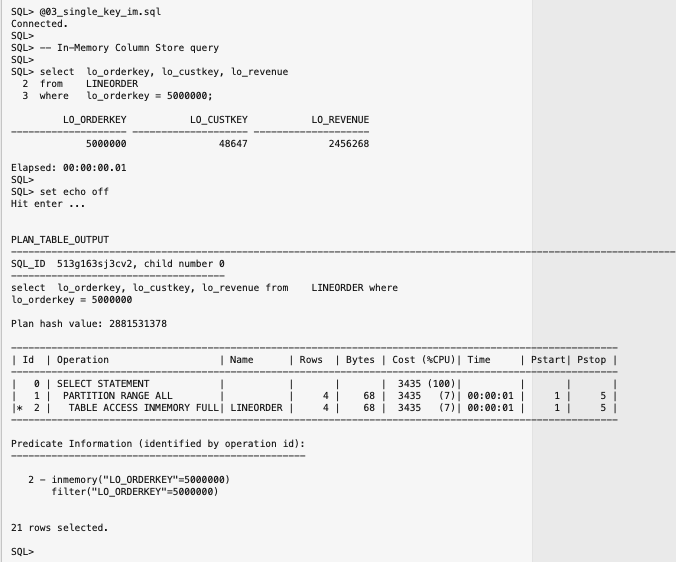 SQL> @03_single_key_im.sql
Connected.
SQL>
SQL> -- In-Memory Column Store query
SQL>
SQL> select  lo_orderkey, lo_custkey, lo_revenue
  2  from    LINEORDER
  3  where   lo_orderkey = 5000000;
         LO_ORDERKEY           LO_CUSTKEY           LO_REVENUE
-------------------- -------------------- --------------------
             5000000                48647              2456268
Elapsed: 00:00:00.01
SQL>
SQL> set echo off
Hit enter ...
PLAN_TABLE_OUTPUT
--------------------------------------------------------------------------------------------------------------------
SQL_ID  513g163sj3cv2, child number 0
-------------------------------------
select  lo_orderkey, lo_custkey, lo_revenue from    LINEORDER where
lo_orderkey = 5000000
Plan hash value: 2881531378
---------------------------------------------------------------------------------------------------------
| Id  | Operation                   | Name      | Rows  | Bytes | Cost (%CPU)| Time     | Pstart| Pstop |
---------------------------------------------------------------------------------------------------------
|   0 | SELECT STATEMENT            |           |       |       |  3435 (100)|          |       |       |
|   1 |  PARTITION RANGE ALL        |           |     4 |    68 |  3435   (7)| 00:00:01 |     1 |     5 |
|*  2 |   TABLE ACCESS INMEMORY FULL| LINEORDER |     4 |    68 |  3435   (7)| 00:00:01 |     1 |     5 |
---------------------------------------------------------------------------------------------------------
Predicate Information (identified by operation id):
---------------------------------------------------
   2 - inmemory("LO_ORDERKEY"=5000000)
       filter("LO_ORDERKEY"=5000000)
21 rows selected.
SQL>